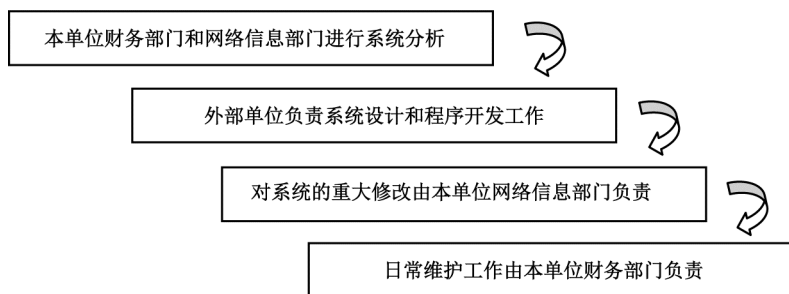 本单位财务部门和网络信息部门进行系统分析
外部单位负责系统设计和程序开发工作
对系统的重大修改由本单位网络信息部门负责
日常维护工作由本单位财务部门负责